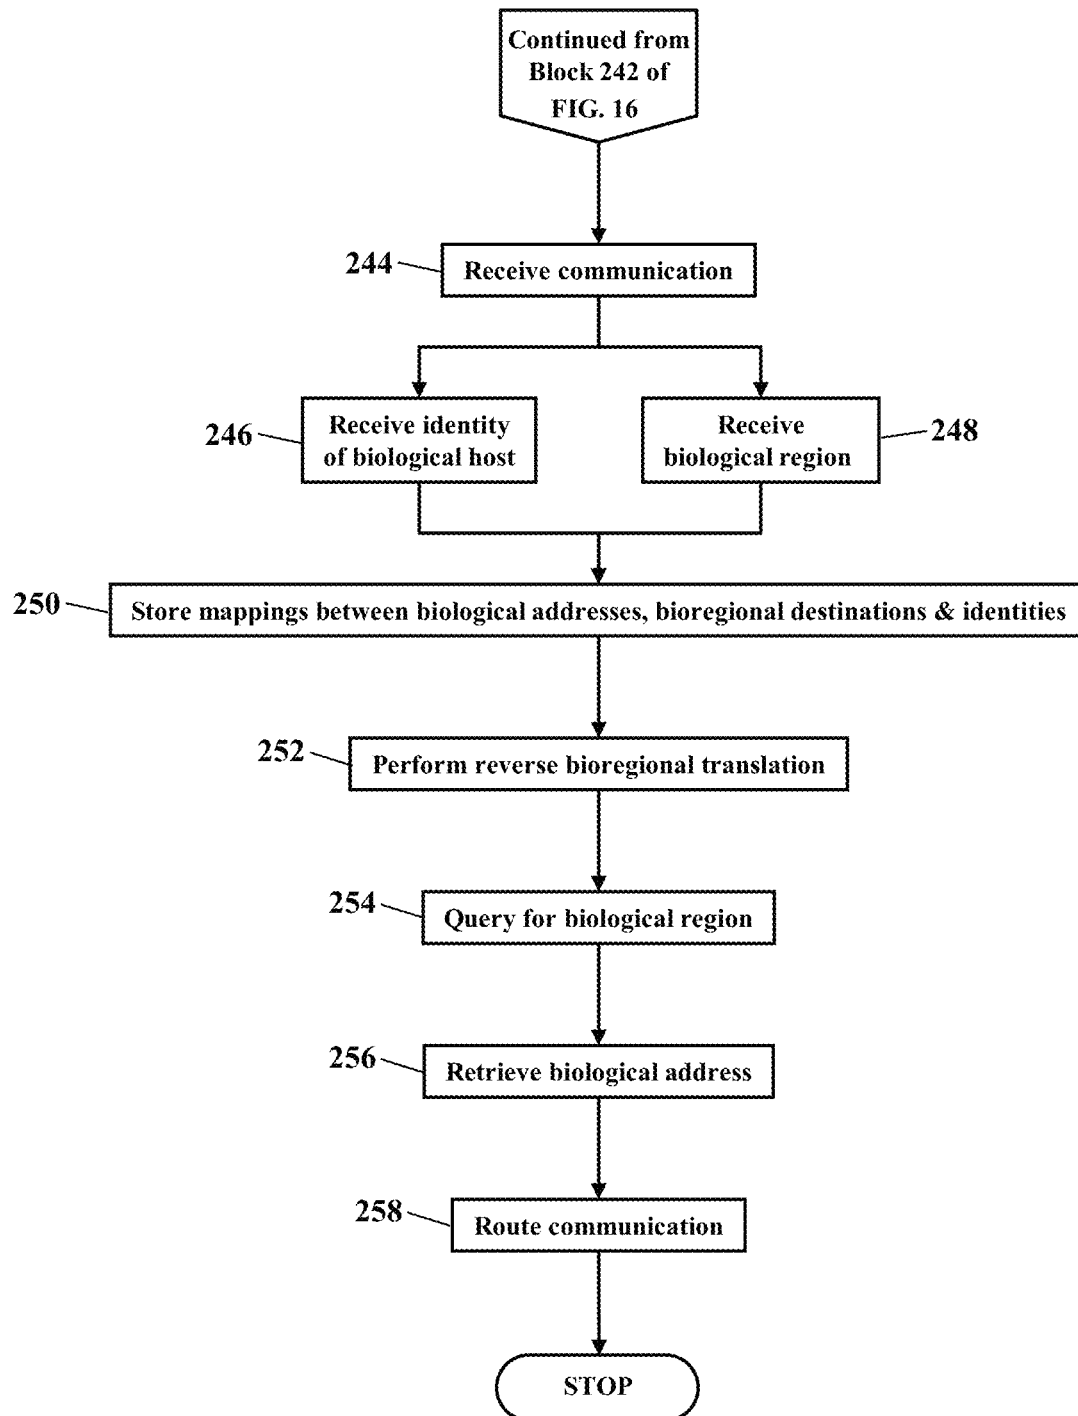 Continued from
Block 242 of
FIG. 16
244
Receive communication
246
Receive identity
of biological host
Receive
biological region
248
250
Store mappings between biological addresses, bioregional destinations & identities
252
Perform reverse bioregional translation
254
Query for biological region
256
Retrieve biological address
258
Route communication
STOP